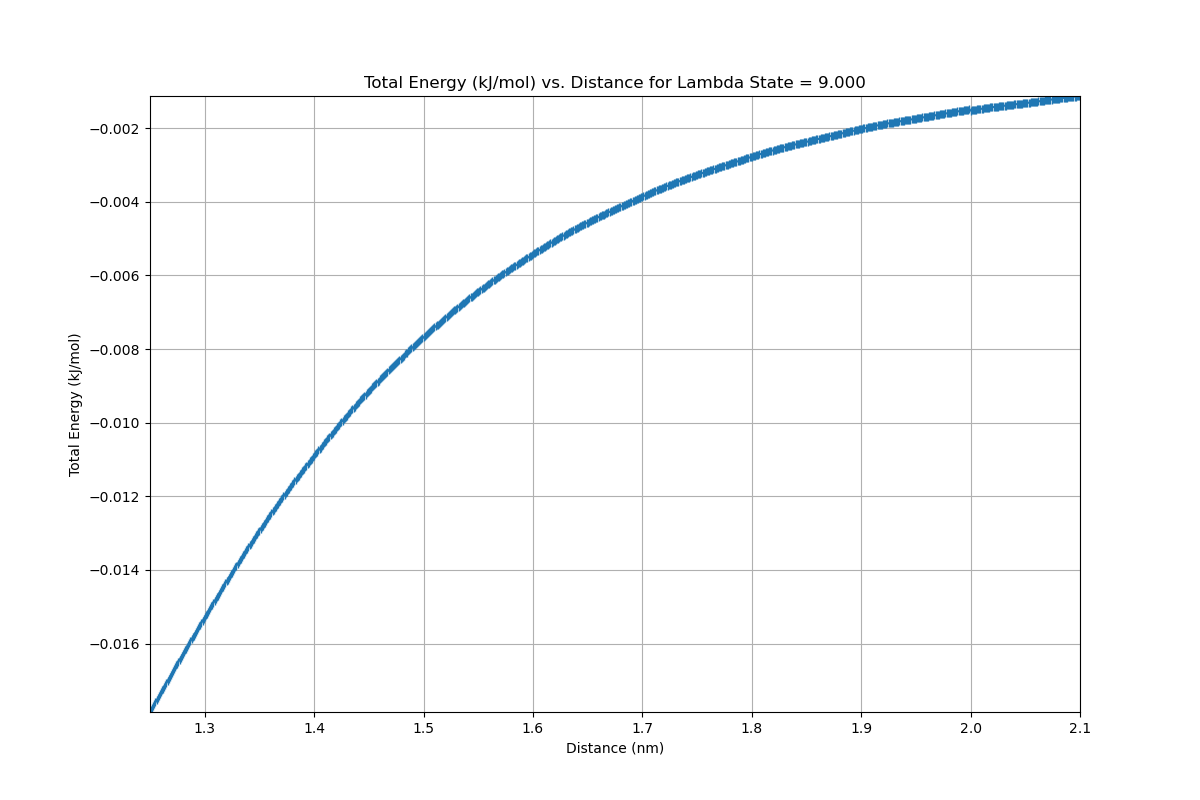 Total Energy (kJ/mol) vs. Distance for Lambda State = 9.000
Total Energy (kJ/mol)
−0.002
−0.004
−0.006
−0.008
−0.010
−0.012
−0.014
−0.016
1.3 1.4 1.5 1.6 1.7 1.8 1.9 2.0 2.1
Distance (nm)